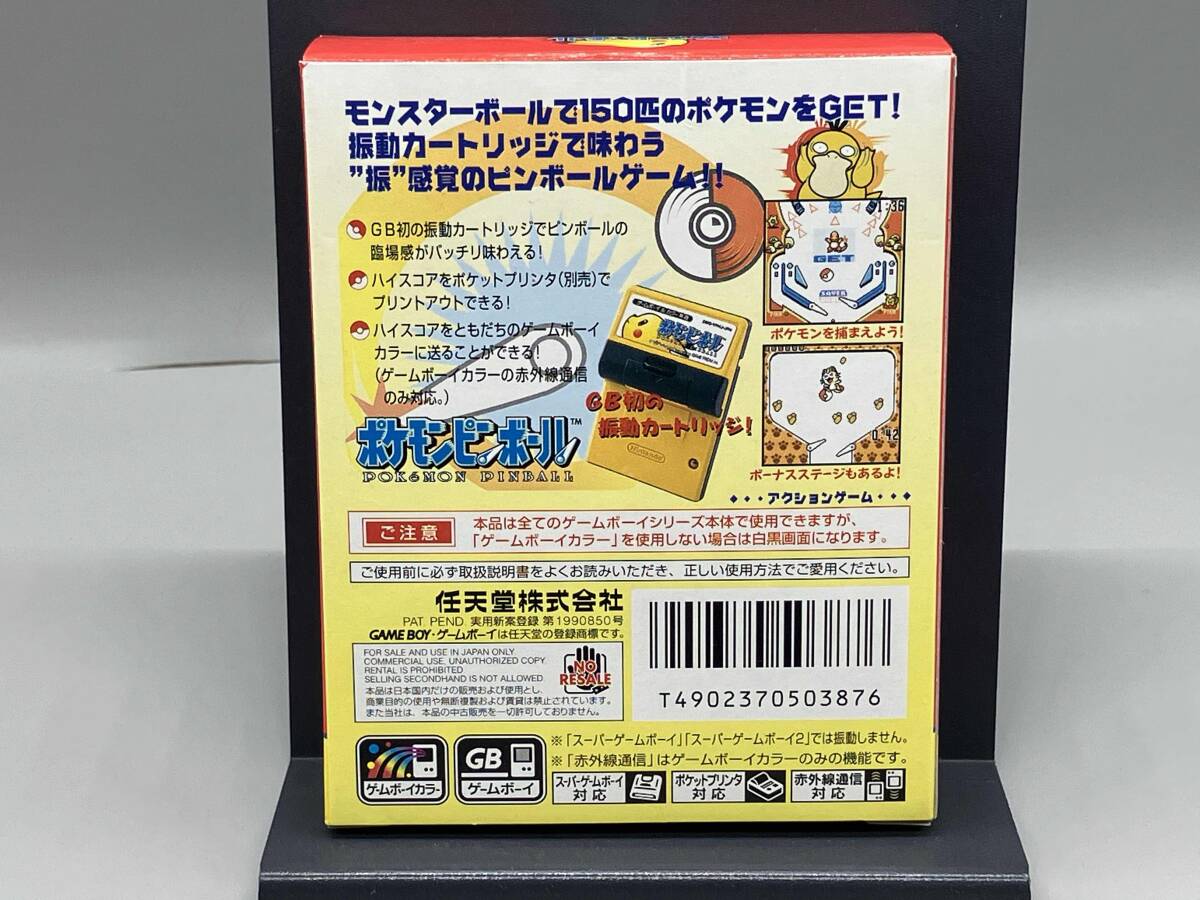 モンスターボールで150匹のポケモンをGET!
振動カートリッジで味わう
”振”感覚のピンボールゲーム!!
GB初の振動カートリッジでピンボールの
臨場感がバッチリ味わえる!
ハイスコアをポケットプリンタ(別売)で
プリントアウトできる!
ハイスコアをともだちのゲームボーイ
カラーに送ることができる!
(ゲームボーイカラーの赤外線通信
のみ対応。)
1:36
GET
ポケモンを捕まえよう!
0:42
ボーナスステージもあるよ!
ポケモンピンボール
Nintendo
GB初の
振動カートリッジ!
ポケモンピンボール™
POKéMON PINBALL
アクションゲーム
ご注意
本品は全てのゲームボーイシリーズ本体で使用できますが、
「ゲームボーイカラー」を使用しない場合は白黒画面になります。
ご使用前に必ず取扱説明書をよくお読みいただき、正しい使用方法でご愛用ください。
任天堂株式会社
PAT. PEND. 実用新案登録 第1990850号
GAME BOY・ゲームボーイは任天堂の登録商標です。
FOR SALE AND USE IN JAPAN ONLY.
COMMERCIAL USE, UNAUTHORIZED COPY
RENTAL IS PROHIBITED
SELLING SECONDHAND IS NOT ALLOWED
本品は日本国内だけの販売および使用とし、
商業目的の使用や無断複製および賃貸は禁止されています。
また当社は、本品の中古販売を一切許可しておりません。
NO
RESALE
T4902370503876
ゲームボーイカラー
GB
ゲームボーイ
※「スーパーゲームボーイ」「スーパーゲームボーイ2」では振動しません。
※「赤外線通信」はゲームボーイカラーのみの機能です。
スーパーゲームボーイ
対応
ポケットプリンタ
対応
赤外線通信
対応